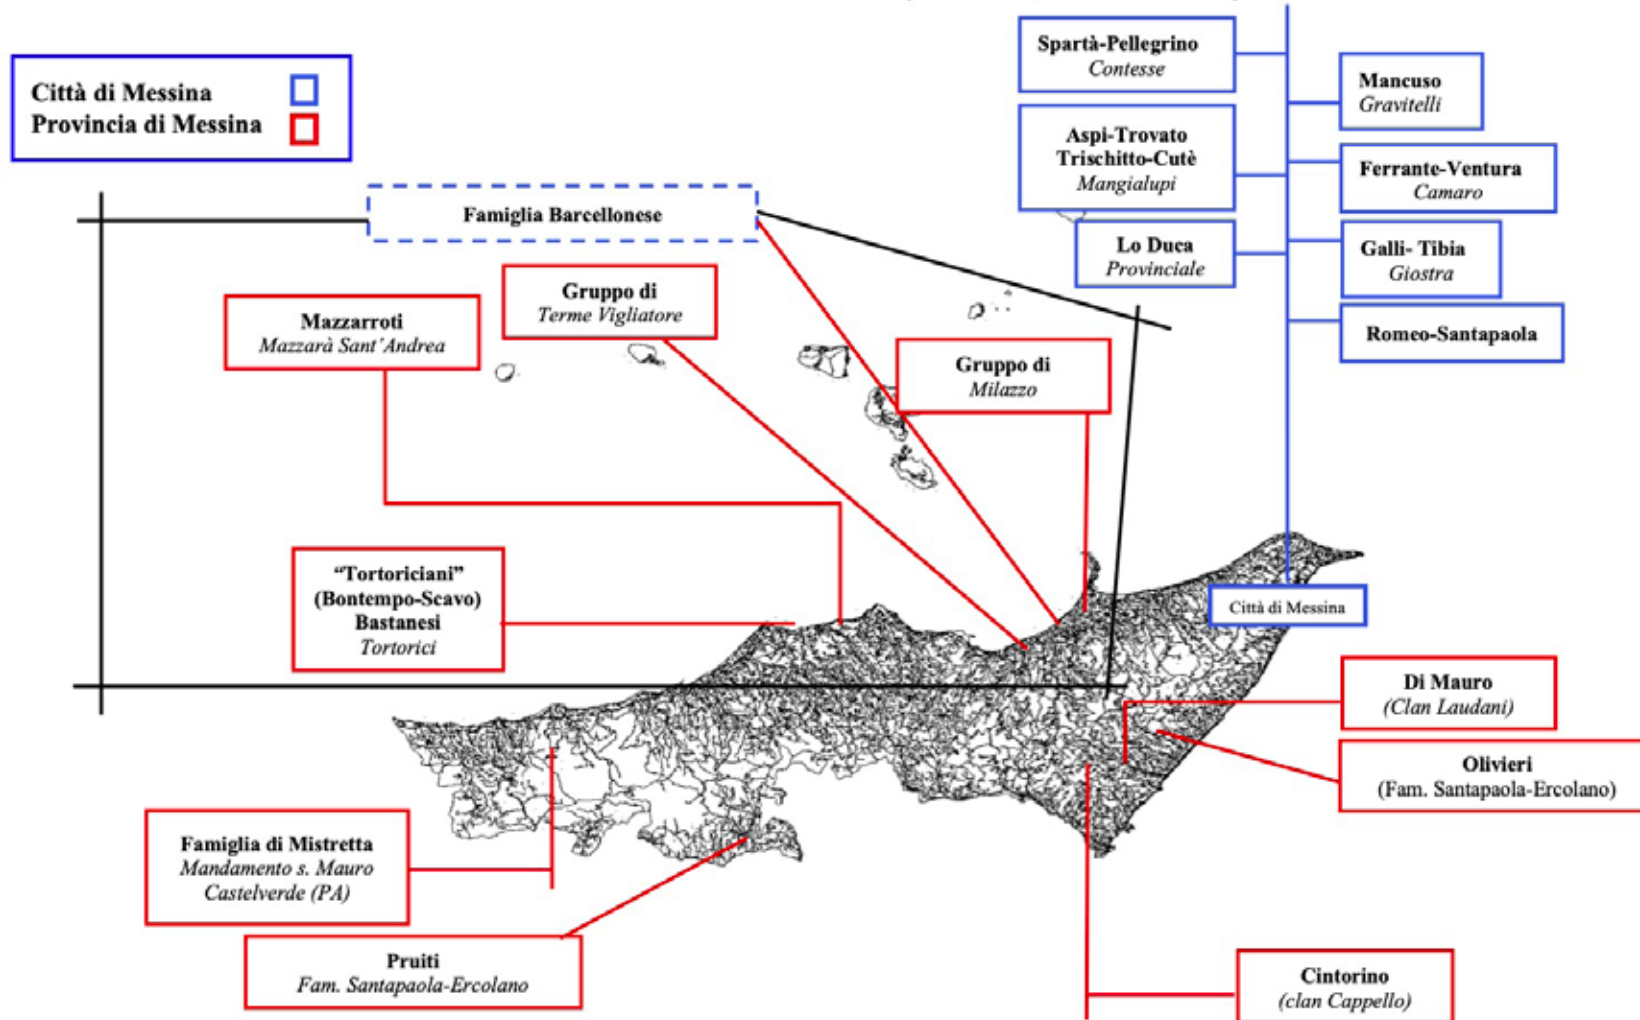 Spartà-Pellegrino
Contesse
Città di Messina
Provincia di Messina
Mancuso
Gravitelli
Aspi-Trovato
Trischitto-Cutè
Mangialupi
Ferrante-Ventura
Camaro
Famiglia Barcellonese
Lo Duca
Provinciale
Galli- Tibia
Giostra
Gruppo di
Terme Vigliatore
Mazzarroti
Mazzarà Sant'Andrea
Romeo-Santapaola
Gruppo di
Milazzo
“Tortoriciani”
(Bontempo-Scavo)
Bastanesi
Tortorici
Città di Messina
Di Mauro
(Clan Laudani)
Olivieri
(Fam. Santapaola-Ercolano)
Famiglia di Mistretta
Mandamento s. Mauro
Castelverde (PA)
Pruiti
Fam. Santapaola-Ercolano
Cintorino
(clan Cappello)